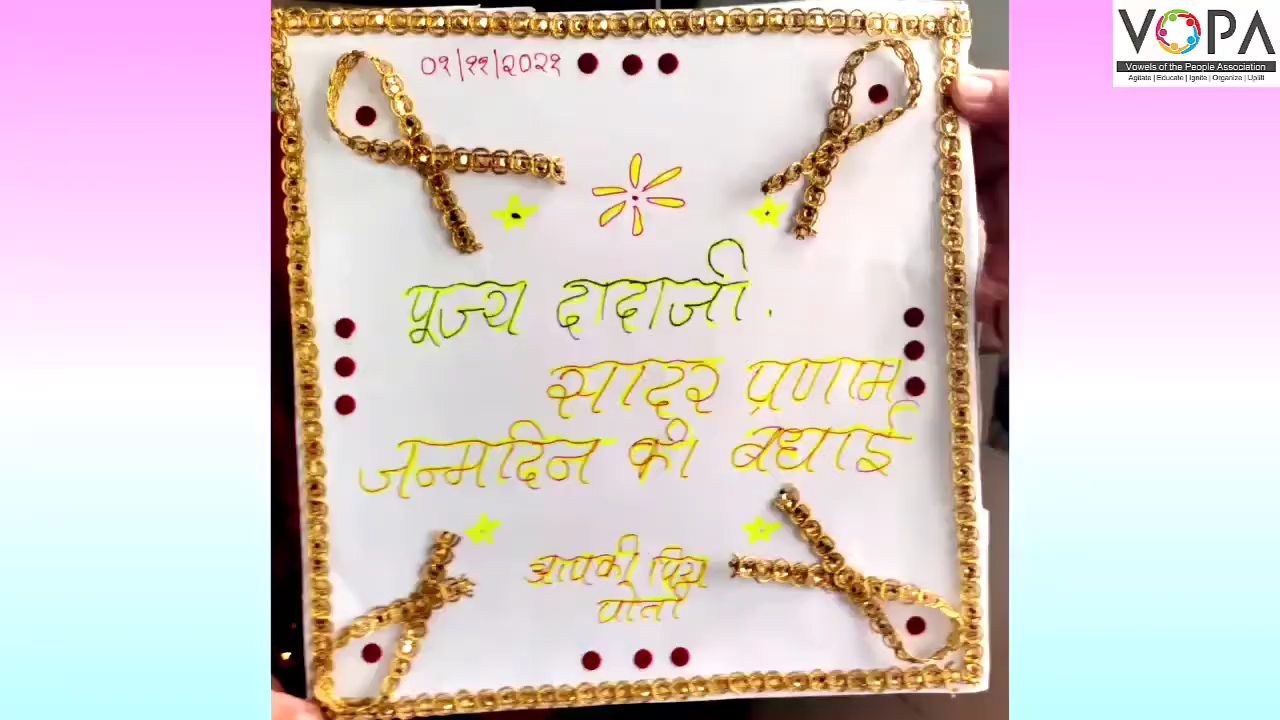 ०१/११/२०२१
पूज्य दादाजी.
सादर प्रणाम
जन्मदिन की बधाई
आपकी प्रिय
पोती
VOPA
Vowels of the People Association
Agitate | Educate | Ignite | Organize | Uplift